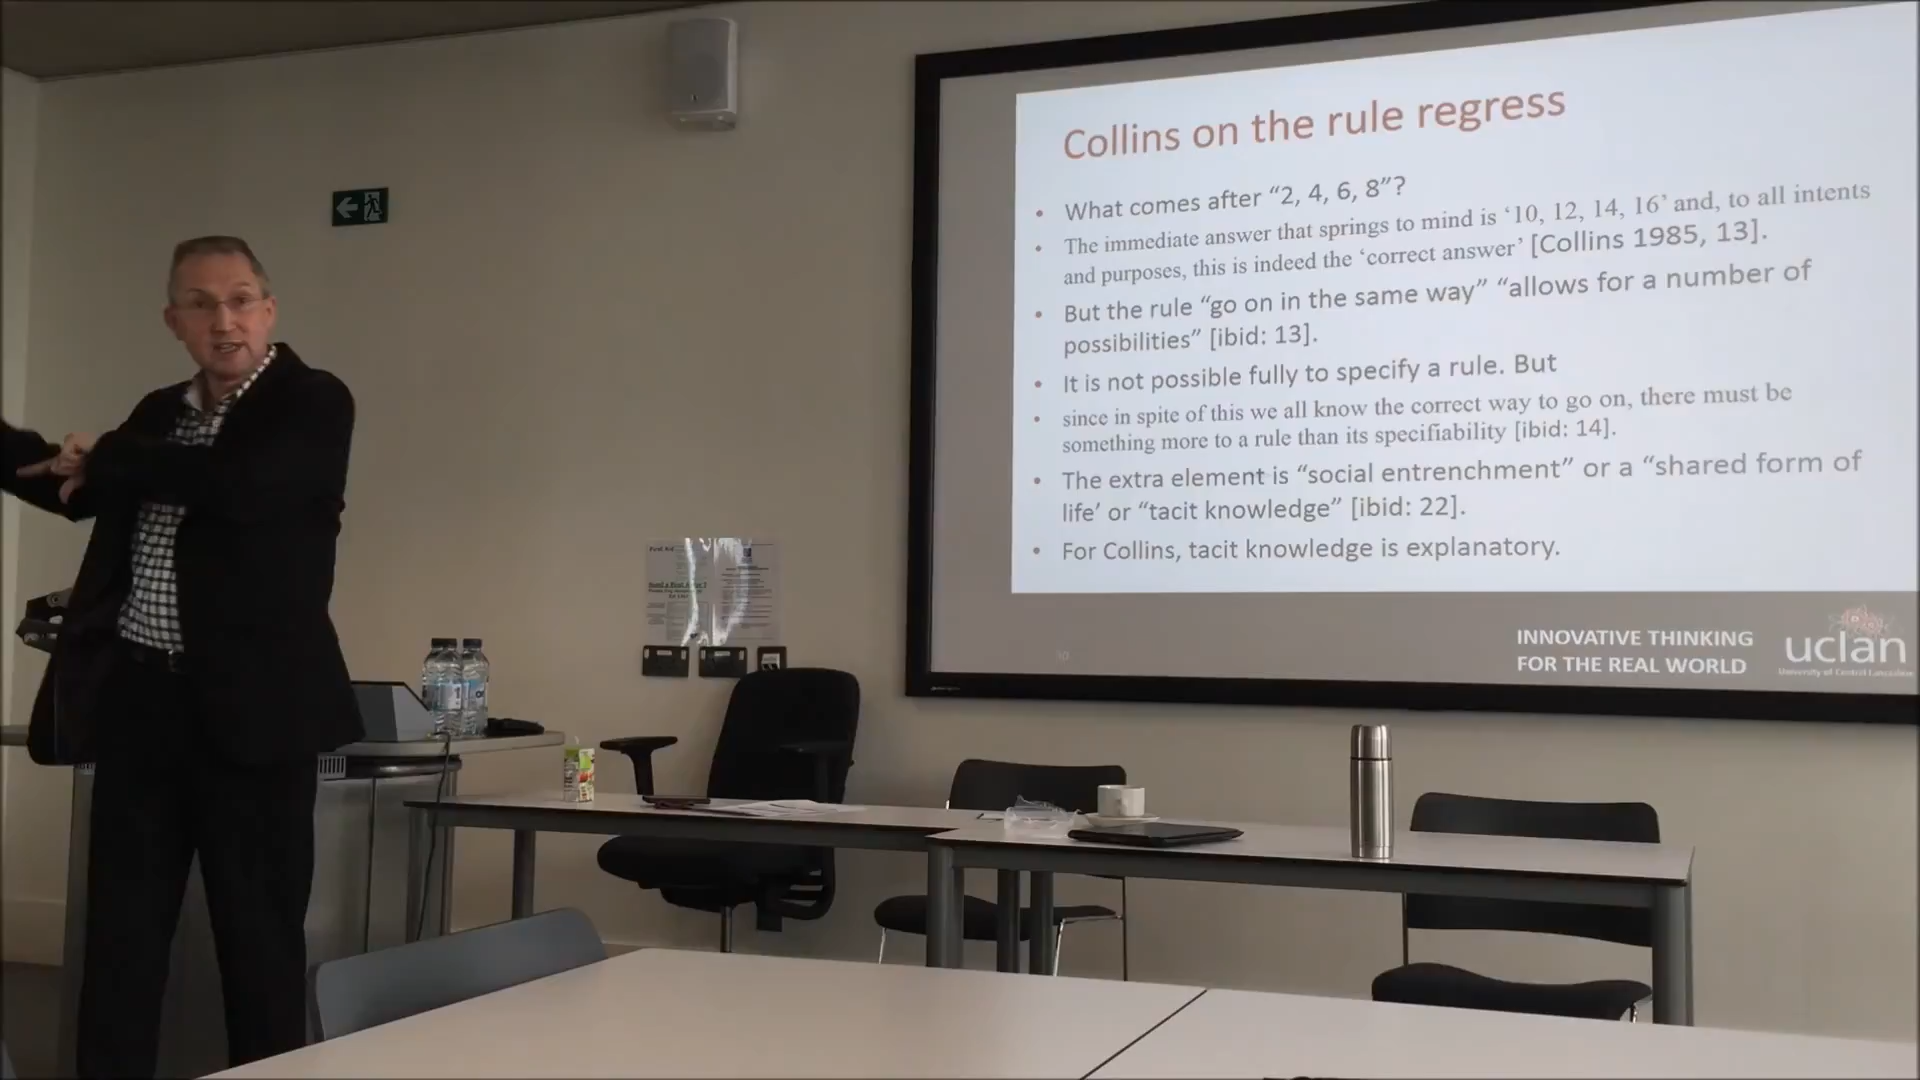 Collins on the rule regress
• What comes after “2, 4, 6, 8”?
• The immediate answer that springs to mind is ‘10, 12, 14, 16’ and, to all intents
and purposes, this is indeed the ‘correct answer’ [Collins 1985, 13].
• But the rule “go on in the same way” “allows for a number of
possibilities” [ibid: 13].
• It is not possible fully to specify a rule. But
• since in spite of this we all know the correct way to go on, there must be
something more to a rule than its specifiability [ibid: 14].
• The extra element is “social entrenchment” or a “shared form of
life’ or “tacit knowledge” [ibid: 22].
• For Collins, tacit knowledge is explanatory.
INNOVATIVE THINKING
FOR THE REAL WORLD
uclan
University of Central Lancashire
First Aid